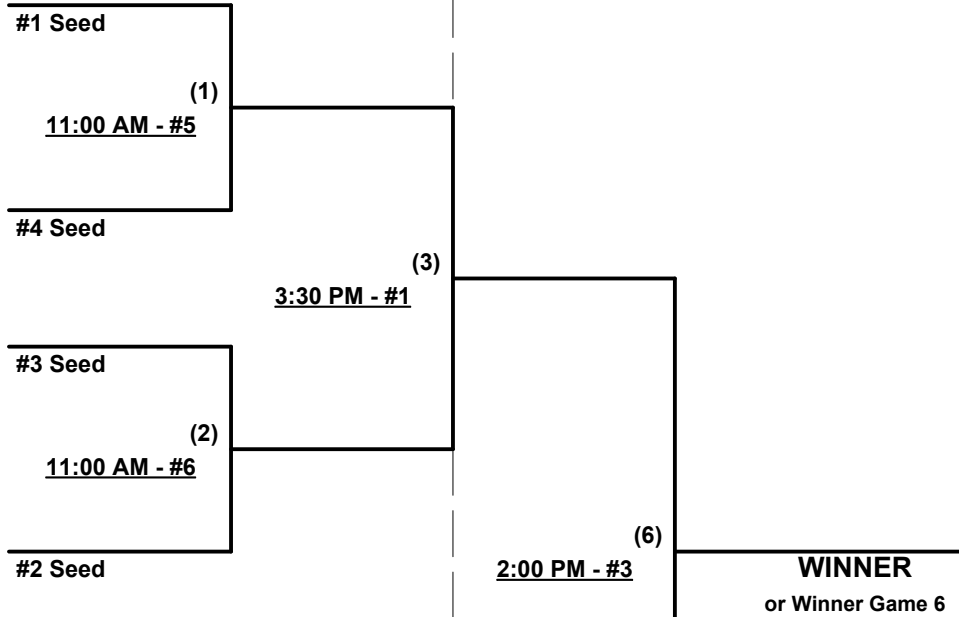 #1 Seed
(1)
11:00 AM - #5
#4 Seed
(3)
3:30 PM - #1
#3 Seed
(2)
11:00 AM - #6
(6)
#2 Seed
2:00 PM - #3
WINNER
or Winner Game 6